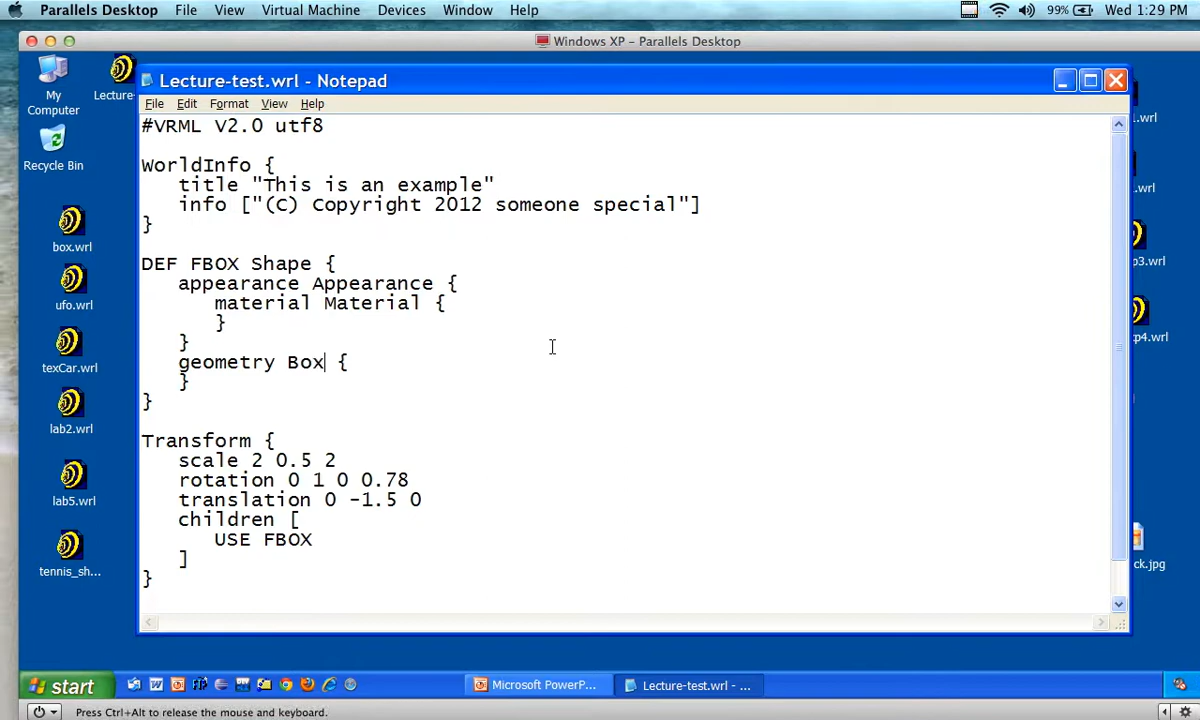 Parallels Desktop File View Virtual Machine Devices Window Help 99% Wed 1:29 PM
Windows XP - Parallels Desktop
My Computer
Lecture-
Recycle Bin
box.wrl
ufo.wrl
texCar.wrl
lab2.wrl
lab5.wrl
tennis_sh...
Lecture-test.wrl - Notepad
File Edit Format View Help
#VRML V2.0 utf8
WorldInfo {
title "This is an example"
info ["(C) Copyright 2012 someone special"]
}
DEF FBOX Shape {
appearance Appearance {
material Material {
}
}
geometry Box {
}
}
Transform {
scale 2 0.5 2
rotation 0 1 0 0.78
translation 0 -1.5 0
children [
USE FBOX
]
}
1.wrl
.wrl
p3.wrl
p4.wrl
ck.jpg
start
Microsoft PowerP...
Lecture-test.wrl - ...
Press Ctrl+Alt to release the mouse and keyboard.